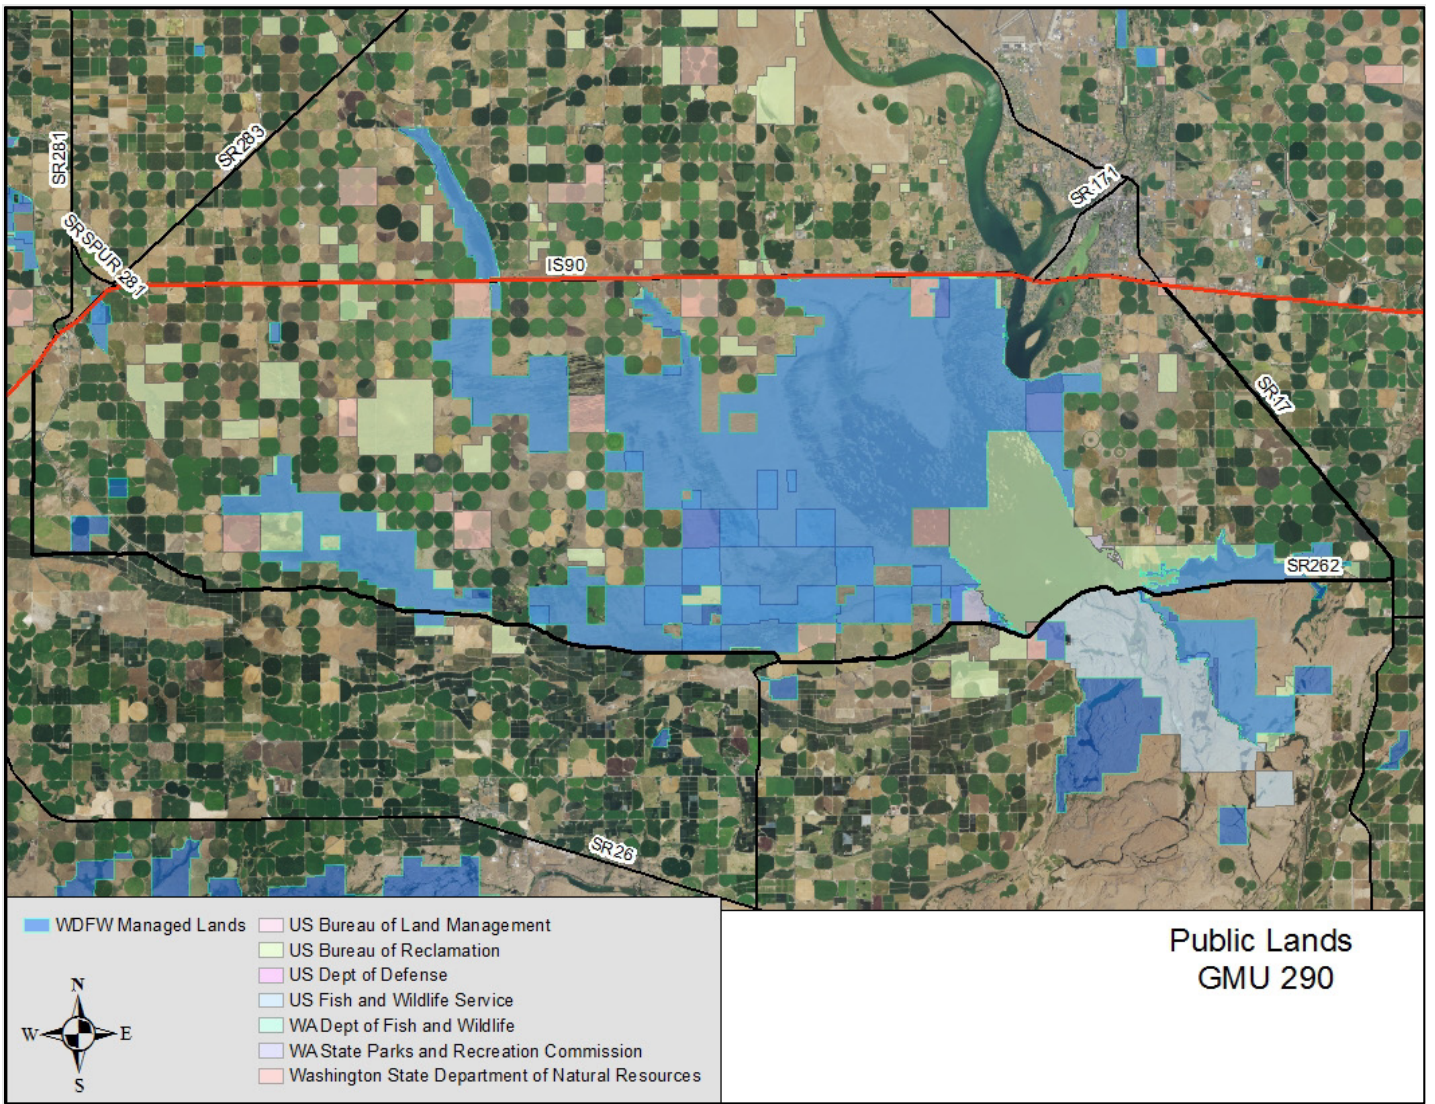 SR281
SR283
SR SPUR 281
SR171
IS90
SR17
SR262
SR26
WDFW Managed Lands
US Bureau of Land Management
US Bureau of Reclamation
US Dept of Defense
US Fish and Wildlife Service
WA Dept of Fish and Wildlife
WA State Parks and Recreation Commission
Washington State Department of Natural Resources
N
W
E
S
Public Lands
GMU 290